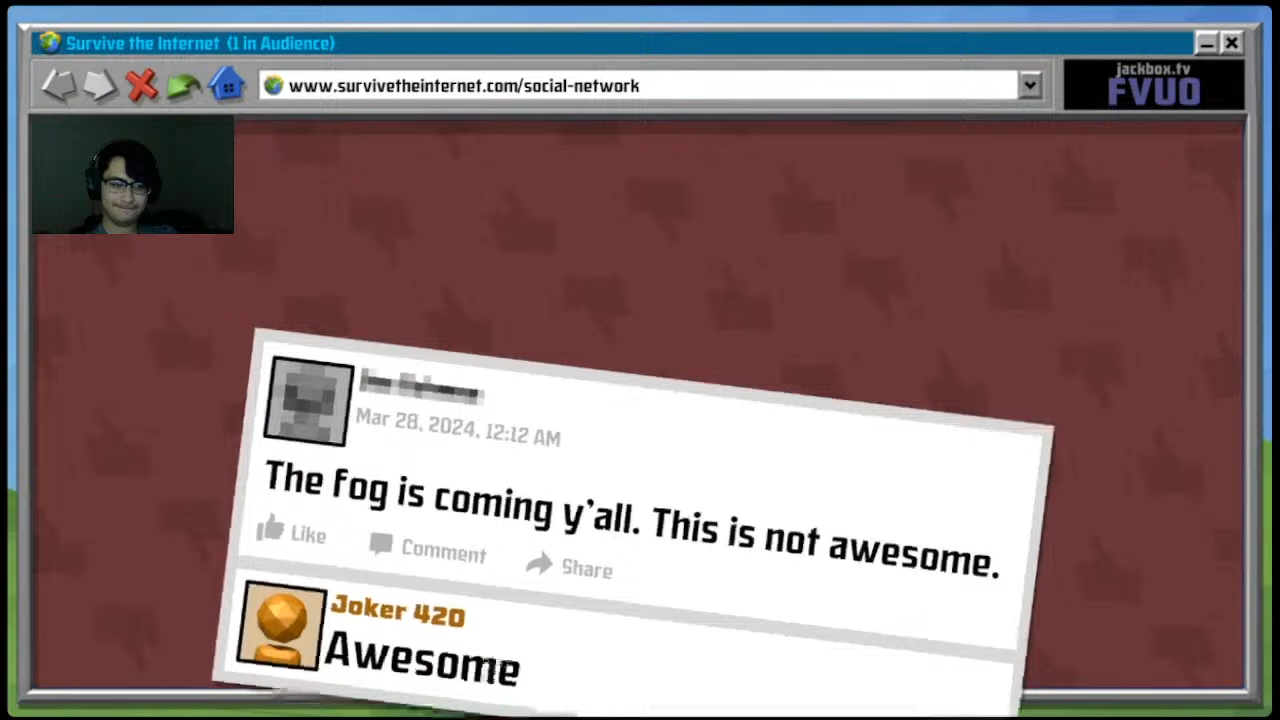 Survive the Internet (1 in Audience)
www.survivetheinternet.com/social-network
jackbox.tv
FVUO
Mar 28, 2024, 12:12 AM
The fog is coming y'all. This is not awesome.
Like Comment Share
Joker 420
Awesome